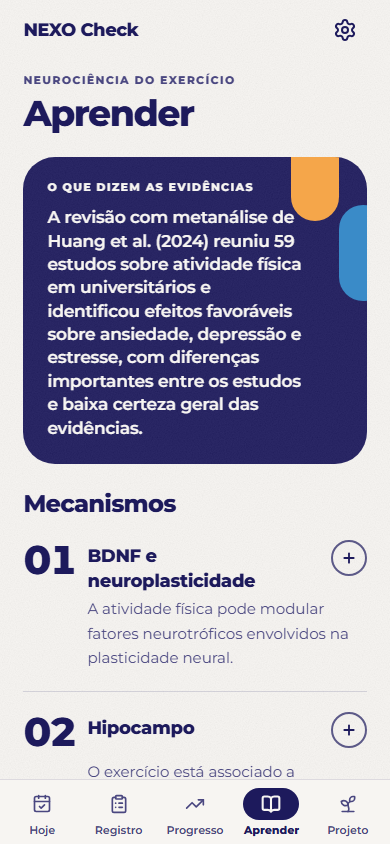 NEXO Check
NEUROCIÊNCIA DO EXERCÍCIO
Aprender
O QUE DIZEM AS EVIDÊNCIAS
A revisão com metanálise de
Huang et al. (2024) reuniu 59
estudos sobre atividade física
em universitários e
identificou efeitos favoráveis
sobre ansiedade, depressão e
estresse, com diferenças
importantes entre os estudos
e baixa certeza geral das
evidências.
Mecanismos
01
BDNF e
neuroplasticidade
A atividade física pode modular
fatores neurotróficos envolvidos na
plasticidade neural.
02
Hipocampo
O exercício está associado a
Hoje
Registro
Progresso
Aprender
Projeto